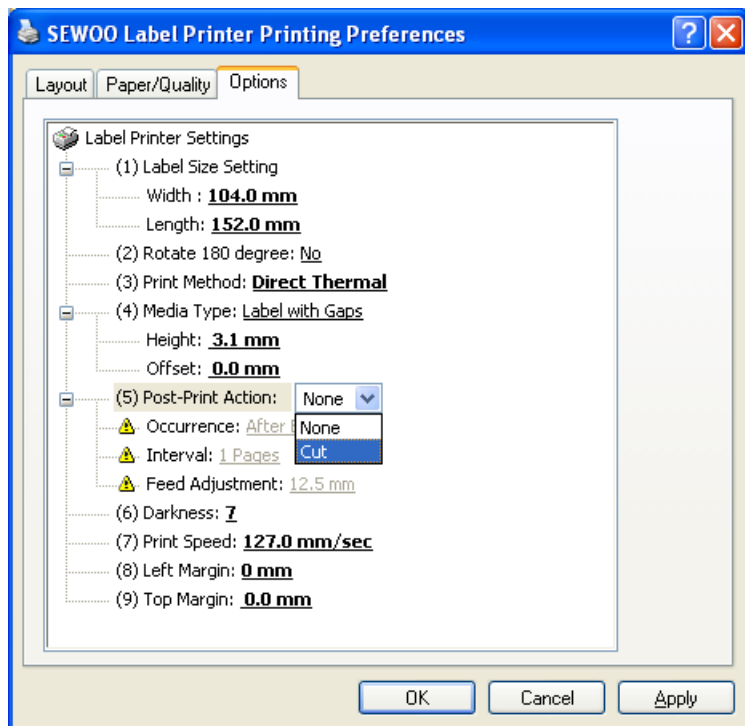 SEWOO Label Printer Printing Preferences
Layout Paper/Quality Options
Label Printer Settings
(1) Label Size Setting
Width : 104.0 mm
Length: 152.0 mm
(2) Rotate 180 degree: No
(3) Print Method: Direct Thermal
(4) Media Type: Label with Gaps
Height: 3.1 mm
Offset: 0.0 mm
(5) Post-Print Action: None
Occurrence: After
None
Interval: 1 Pages
Cut
Feed Adjustment: 12.5 mm
(6) Darkness: 7
(7) Print Speed: 127.0 mm/sec
(8) Left Margin: 0 mm
(9) Top Margin: 0.0 mm
OK Cancel Apply